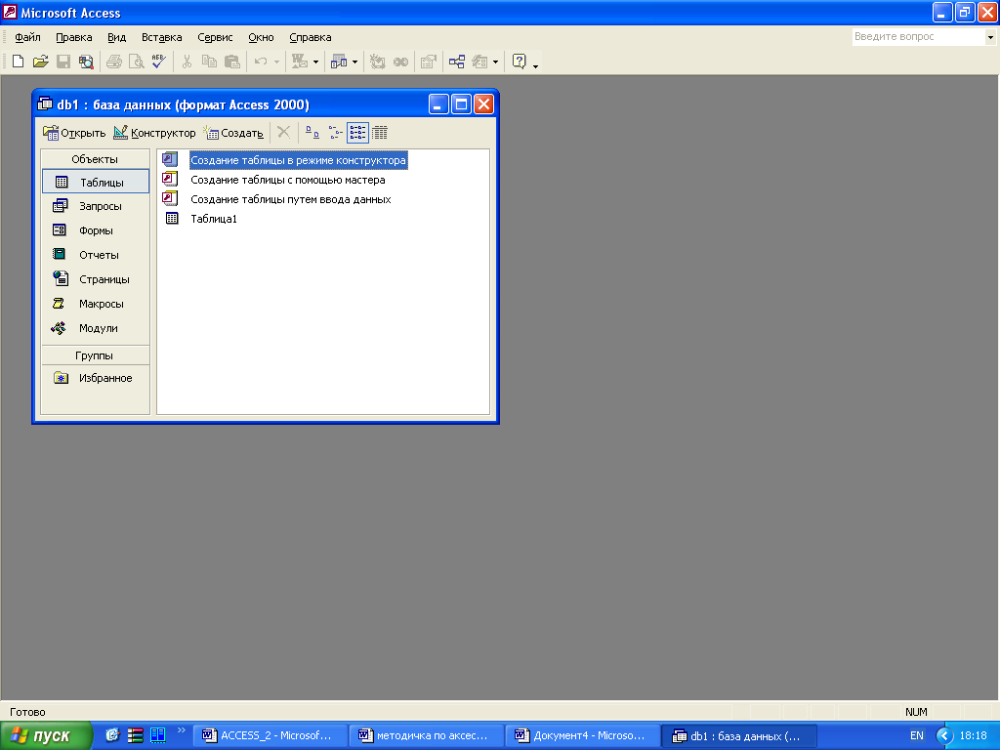 Microsoft Access
Файл Правка Вид Вставка Сервис Окно Справка
Введите вопрос
db1 : база данных (формат Access 2000)
Открыть Конструктор Создать
Объекты
Таблицы
Запросы
Формы
Отчеты
Страницы
Макросы
Модули
Группы
Избранное
Создание таблицы в режиме конструктора
Создание таблицы с помощью мастера
Создание таблицы путем ввода данных
Таблица1
Готово
NUM
пуск
ACCESS_2 - Microsof...
методичка по аксес...
Документ4 - Microso...
db1 : база данных (...
EN
18:18